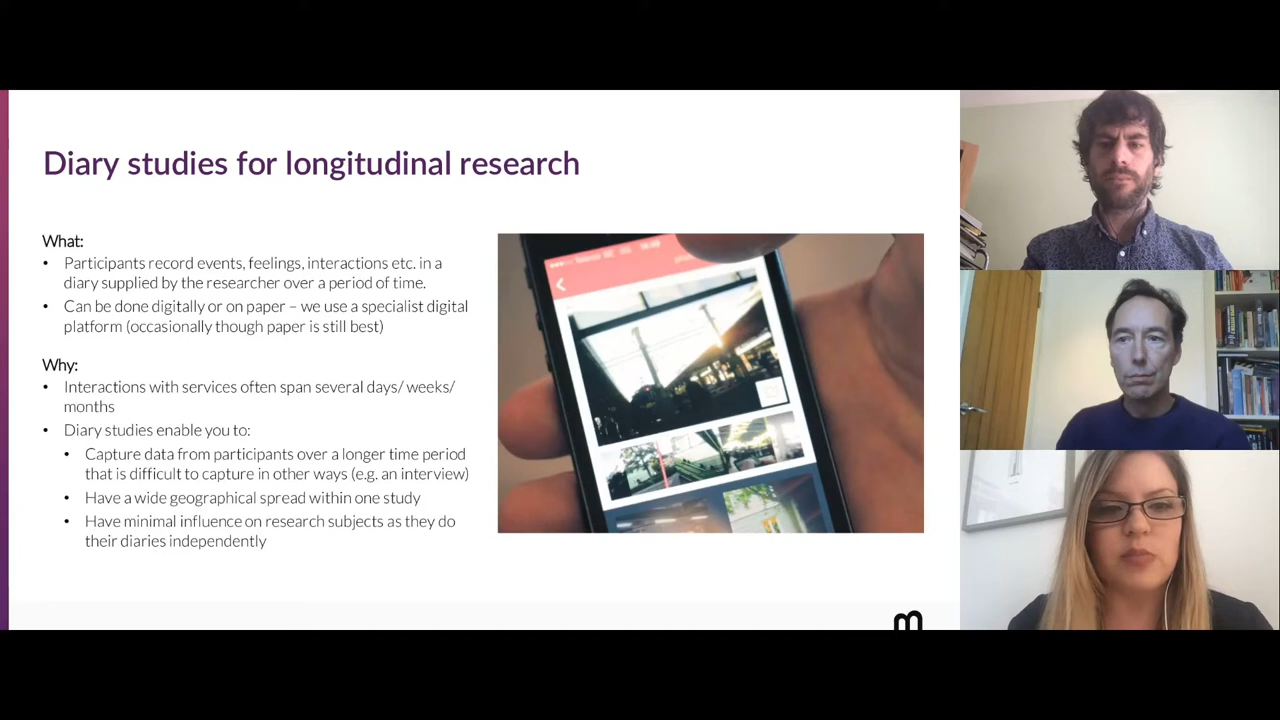 Diary studies for longitudinal research
What:
• Participants record events, feelings, interactions etc. in a
diary supplied by the researcher over a period of time.
• Can be done digitally or on paper – we use a specialist digital
platform (occasionally though paper is still best)
Why:
• Interactions with services often span several days/ weeks/
months
• Diary studies enable you to:
• Capture data from participants over a longer time period
that is difficult to capture in other ways (e.g. an interview)
• Have a wide geographical spread within one study
• Have minimal influence on research subjects as they do
their diaries independently
m